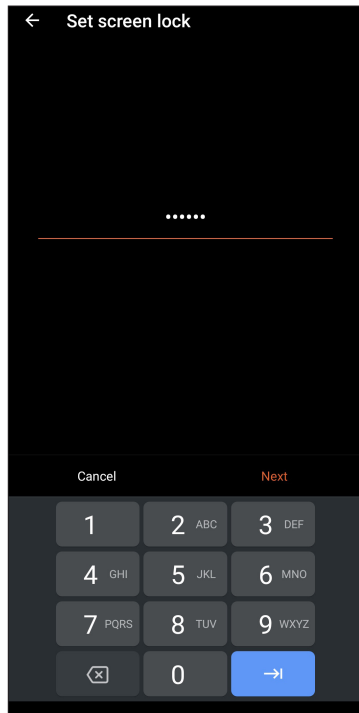 Set screen lock
••••••
Cancel Next
1 2 ABC 3 DEF
4 GHI 5 JKL 6 MNO
7 PQRS 8 TUV 9 WXYZ
0